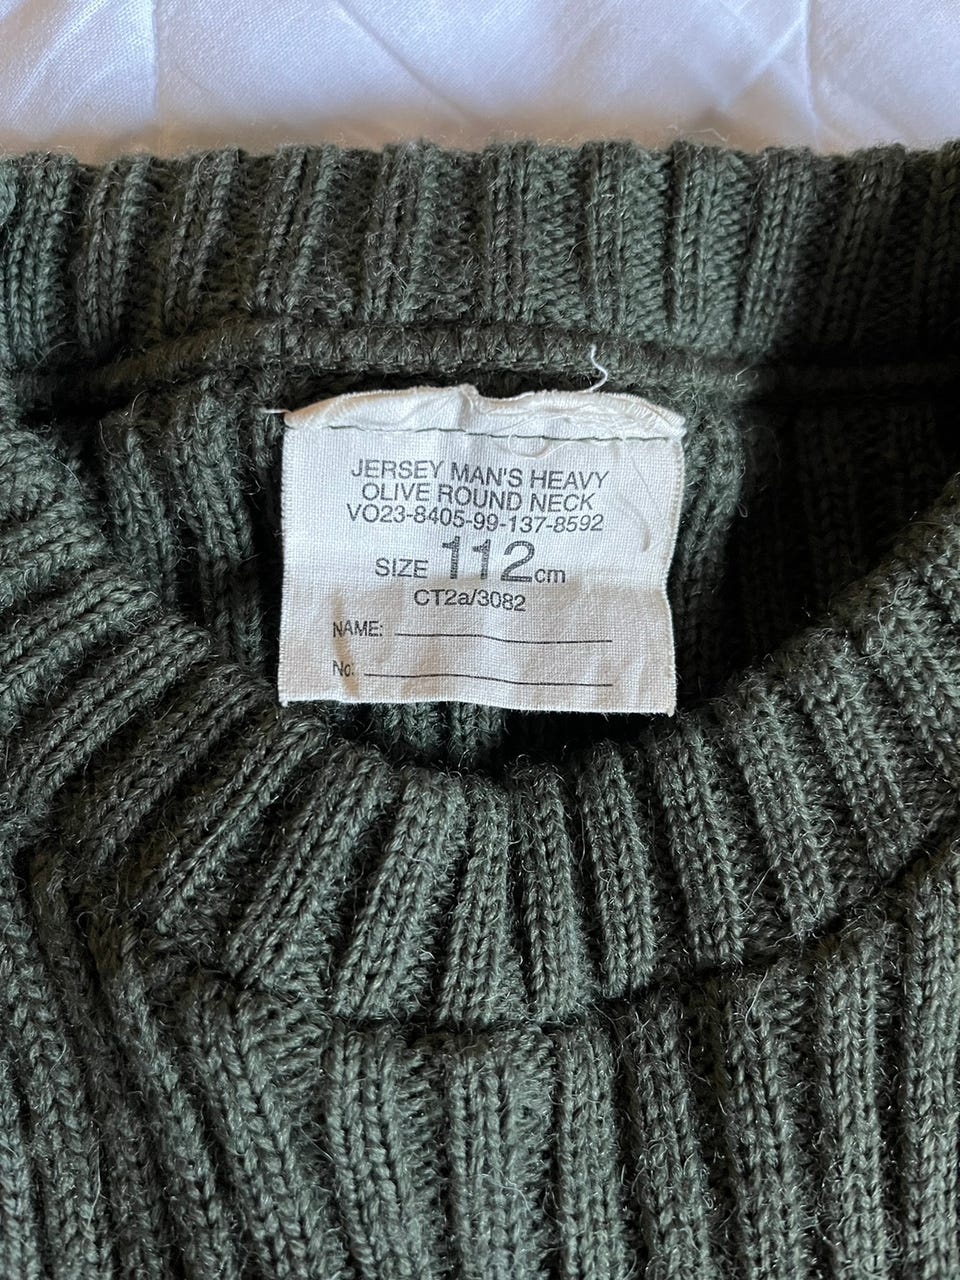 JERSEY MAN'S HEAVY
OLIVE ROUND NECK
VO23-8405-99-137-8592
SIZE 112cm
CT2a/3082
NAME:
No: